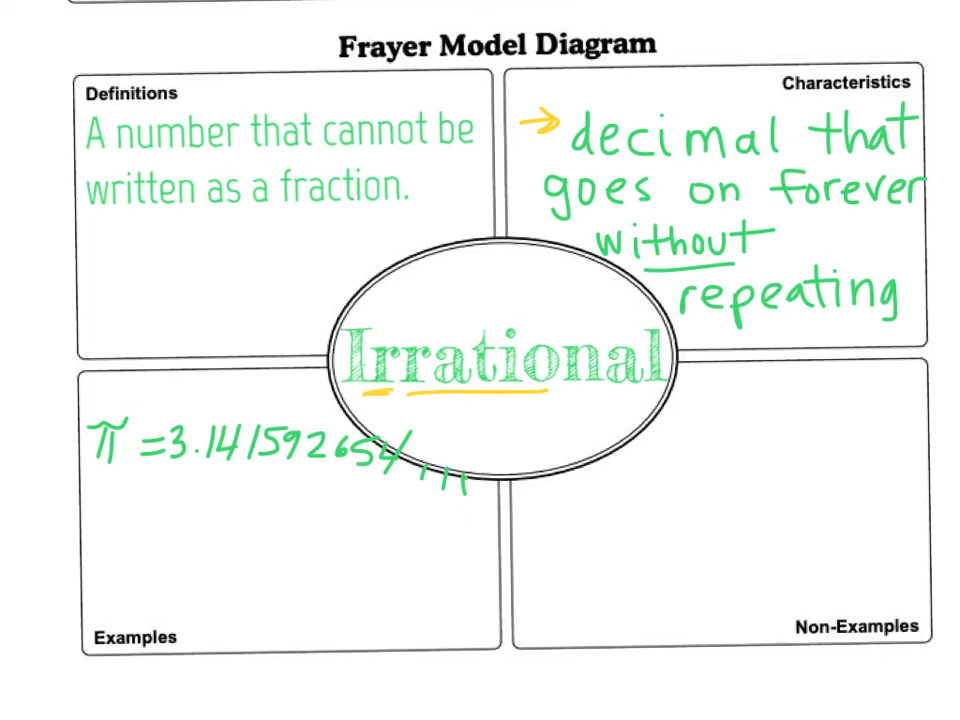 Frayer Model Diagram
Definitions
A number that cannot be
written as a fraction.
Characteristics
→ decimal that
goes on forever
without
repeating
Irrational
π = 3.141592654...
Examples
Non-Examples